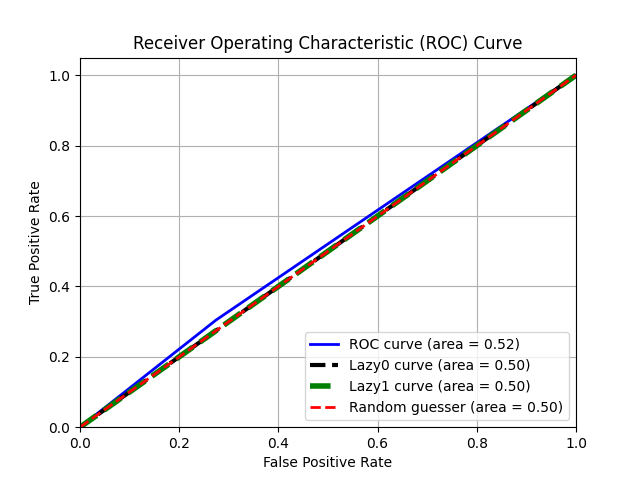 Receiver Operating Characteristic (ROC) Curve
1.0
0.8
0.6
0.4
0.2
0.0
True Positive Rate
ROC curve (area = 0.52)
Lazy0 curve (area = 0.50)
Lazy1 curve (area = 0.50)
Random guesser (area = 0.50)
0.0 0.2 0.4 0.6 0.8 1.0
False Positive Rate